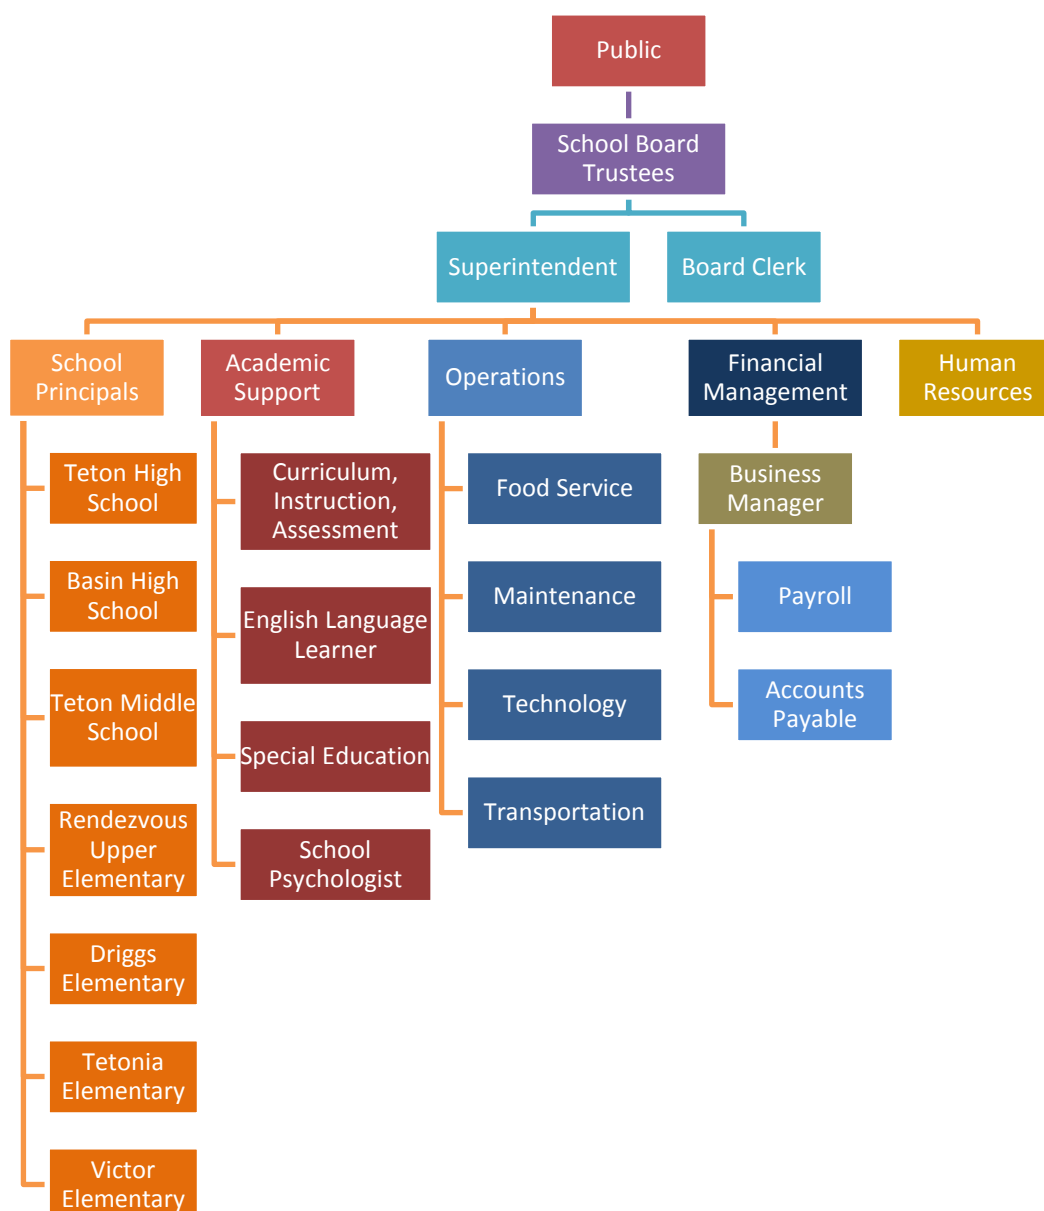 Public
School Board
Trustees
Superintendent
Board Clerk
School
Principals
Academic
Support
Operations
Financial
Management
Human
Resources
Teton High
School
Basin High
School
Teton Middle
School
Rendezvous
Upper
Elementary
Driggs
Elementary
Tetonia
Elementary
Victor
Elementary
Curriculum,
Instruction,
Assessment
English Language
Learner
Special Education
School
Psychologist
Food Service
Maintenance
Technology
Transportation
Business
Manager
Payroll
Accounts
Payable